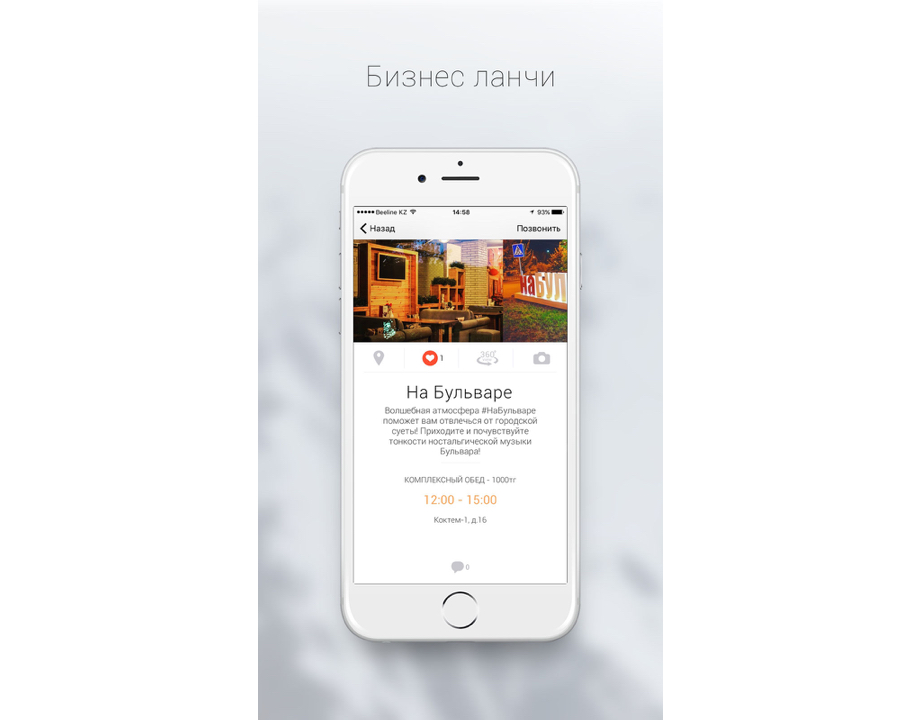 Бизнес ланчи
Beeline KZ 14:58 93%
Назад Позвонить
наБУЛ
1 360°
На Бульваре
Волшебная атмосфера #НаБульваре
поможет вам отвлечься от городской
суеты! Приходите и почувствуйте
тонкости ностальгической музыки
Бульвара!
КОМПЛЕКСНЫЙ ОБЕД - 1000тг
12:00 - 15:00
Коктем-1, д.16
0